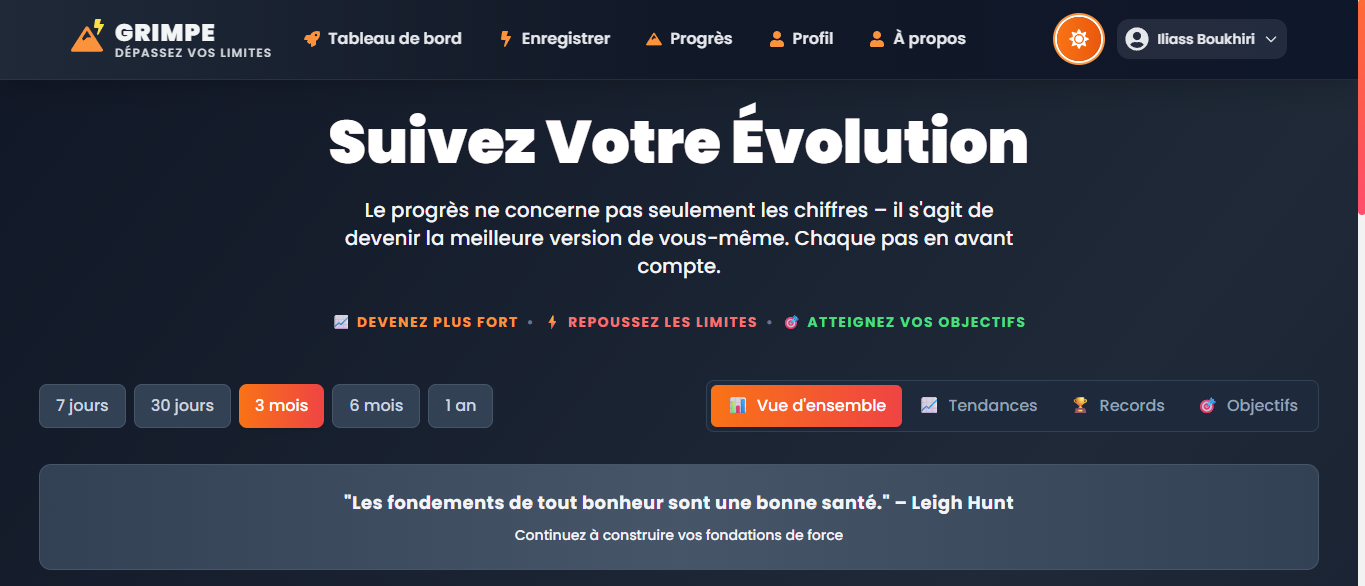 GRIMPE
DÉPASSEZ VOS LIMITES
Tableau de bord
Enregistrer
Progrès
Profil
À propos
Iliass Boukhiri
Suivez Votre Évolution
Le progrès ne concerne pas seulement les chiffres – il s'agit de
devenir la meilleure version de vous-même. Chaque pas en avant
compte.
DEVENEZ PLUS FORT • REPOUSSEZ LES LIMITES • ATTEIGNEZ VOS OBJECTIFS
7 jours
30 jours
3 mois
6 mois
1 an
Vue d'ensemble
Tendances
Records
Objectifs
"Les fondements de tout bonheur sont une bonne santé." – Leigh Hunt
Continuez à construire vos fondations de force